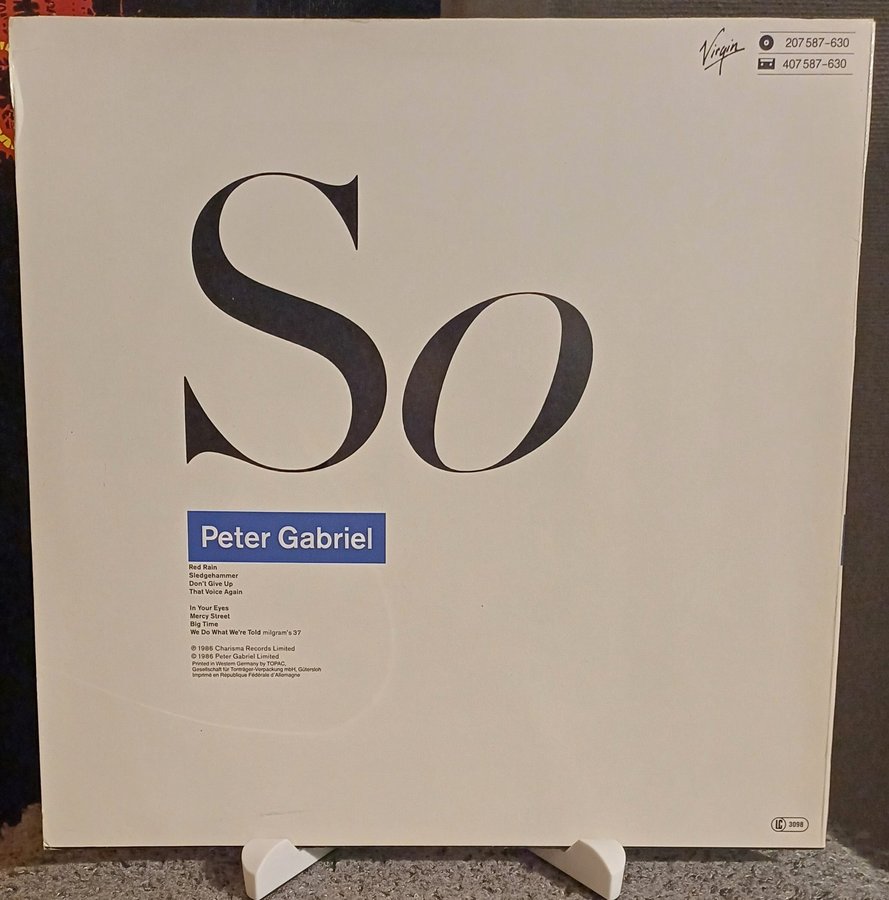 Virgin
207 587-630
407 587-630
So
Peter Gabriel
Red Rain
Sledgehammer
Don't Give Up
That Voice Again
In Your Eyes
Mercy Street
Big Time
We Do What We're Told milgram's 37
℗ 1986 Charisma Records Limited
© 1986 Peter Gabriel Limited
Printed in Western Germany by TOPAC,
Gesellschaft für Tonträger-Verpackung mbH, Gütersloh
Imprimé en République Fédérale d'Allemagne
LC 3098